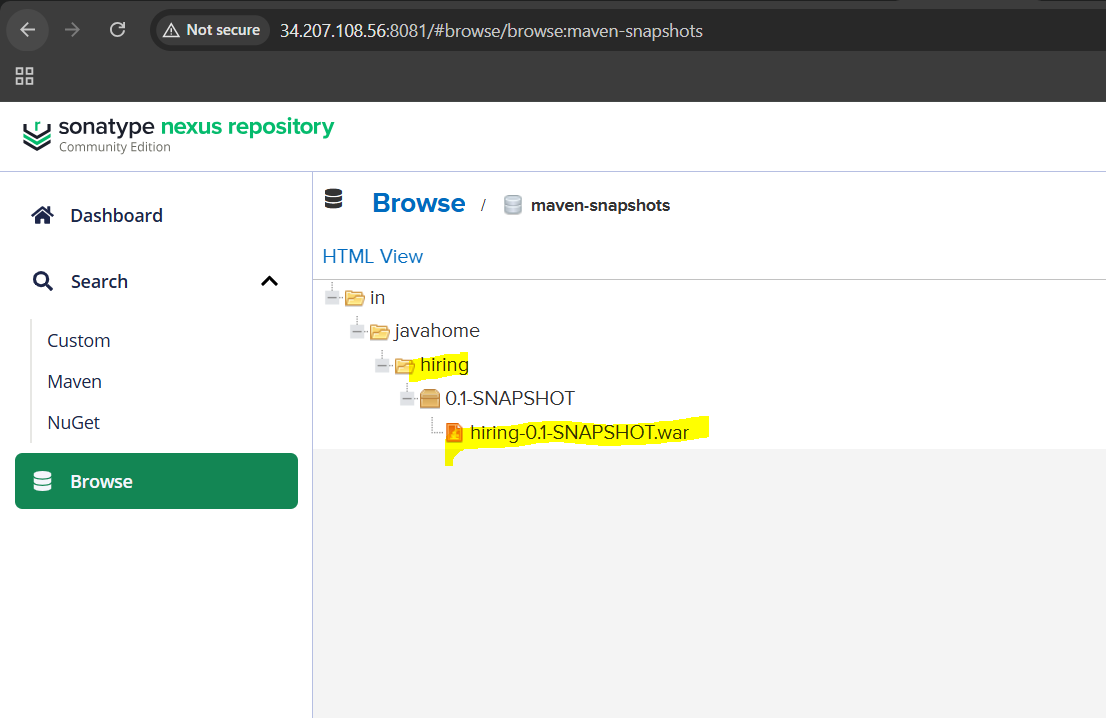 Not secure 34.207.108.56:8081/#browse/browse:maven-snapshots
sonatype nexus repository
Community Edition
Dashboard
Search
Custom
Maven
NuGet
Browse
Browse / maven-snapshots
HTML View
in
javahome
hiring
0.1-SNAPSHOT
hiring-0.1-SNAPSHOT.war